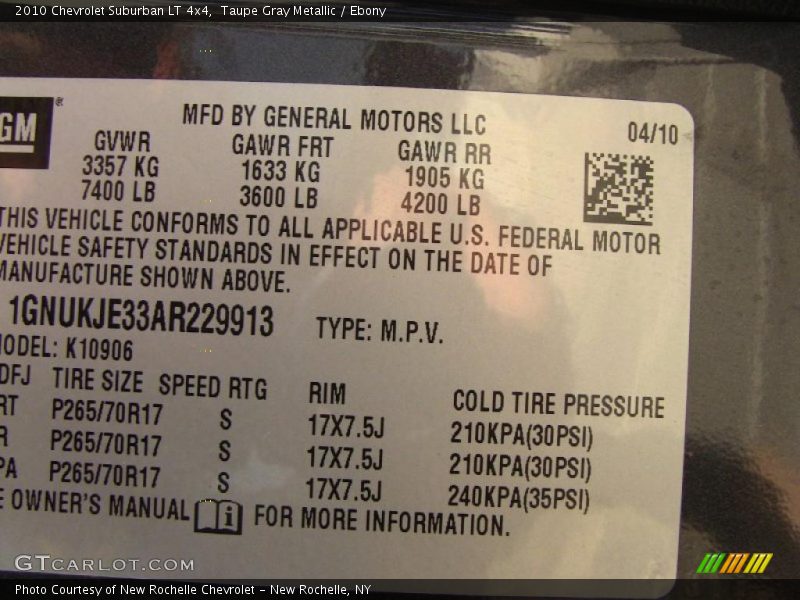 2010 Chevrolet Suburban LT 4x4,  Taupe Gray Metallic / Ebony
GM
®
MFD BY GENERAL MOTORS LLC
04/10
GVWR GAWR FRT GAWR RR
3357 KG 1633 KG 1905 KG
7400 LB 3600 LB 4200 LB
THIS VEHICLE CONFORMS TO ALL APPLICABLE U.S. FEDERAL MOTOR
VEHICLE SAFETY STANDARDS IN EFFECT ON THE DATE OF
MANUFACTURE SHOWN ABOVE.
1GNUKJE33AR229913 TYPE: M.P.V.
MODEL: K10906
DFJ TIRE SIZE SPEED RTG RIM COLD TIRE PRESSURE
RT P265/70R17 S 17X7.5J 210KPA(30PSI)
R P265/70R17 S 17X7.5J 210KPA(30PSI)
PA P265/70R17 S 17X7.5J 240KPA(35PSI)
E OWNER'S MANUAL i FOR MORE INFORMATION.
GTCARLOT.COM
Photo Courtesy of New Rochelle Chevrolet - New Rochelle, NY